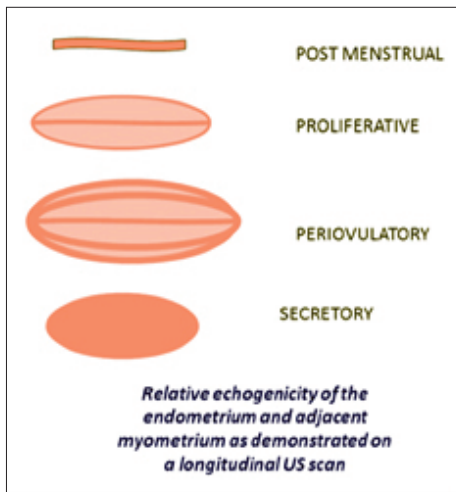 POST MENSTRUAL
PROLIFERATIVE
PERIOVULATORY
SECRETORY
Relative echogenicity of the
endometrium and adjacent
myometrium as demonstrated on
a longitudinal US scan